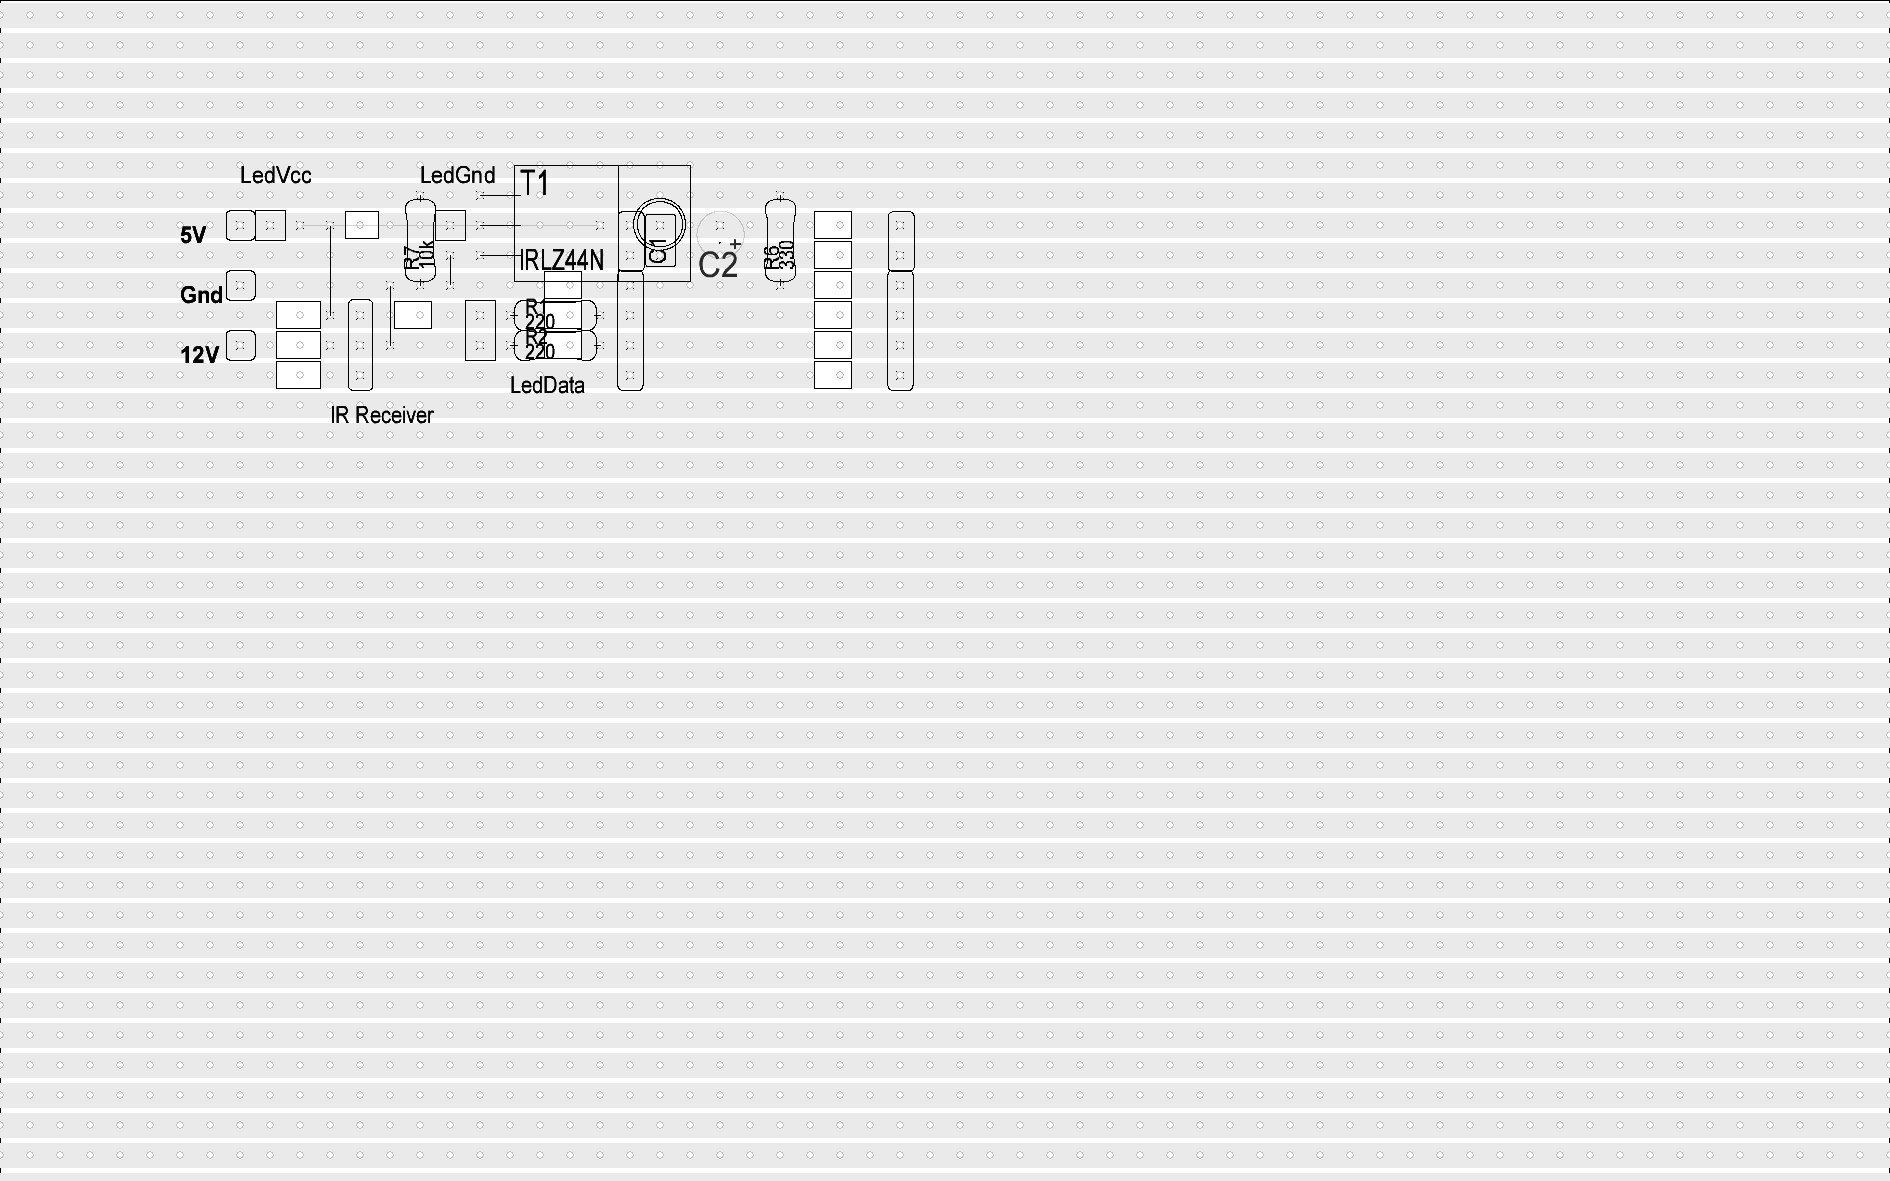 LedVcc
LedGnd
T1
5V
R7
10k
IRLZ44N
C1
C2
+
R6
330
Gnd
R1
220
12V
R2
220
LedData
IR Receiver